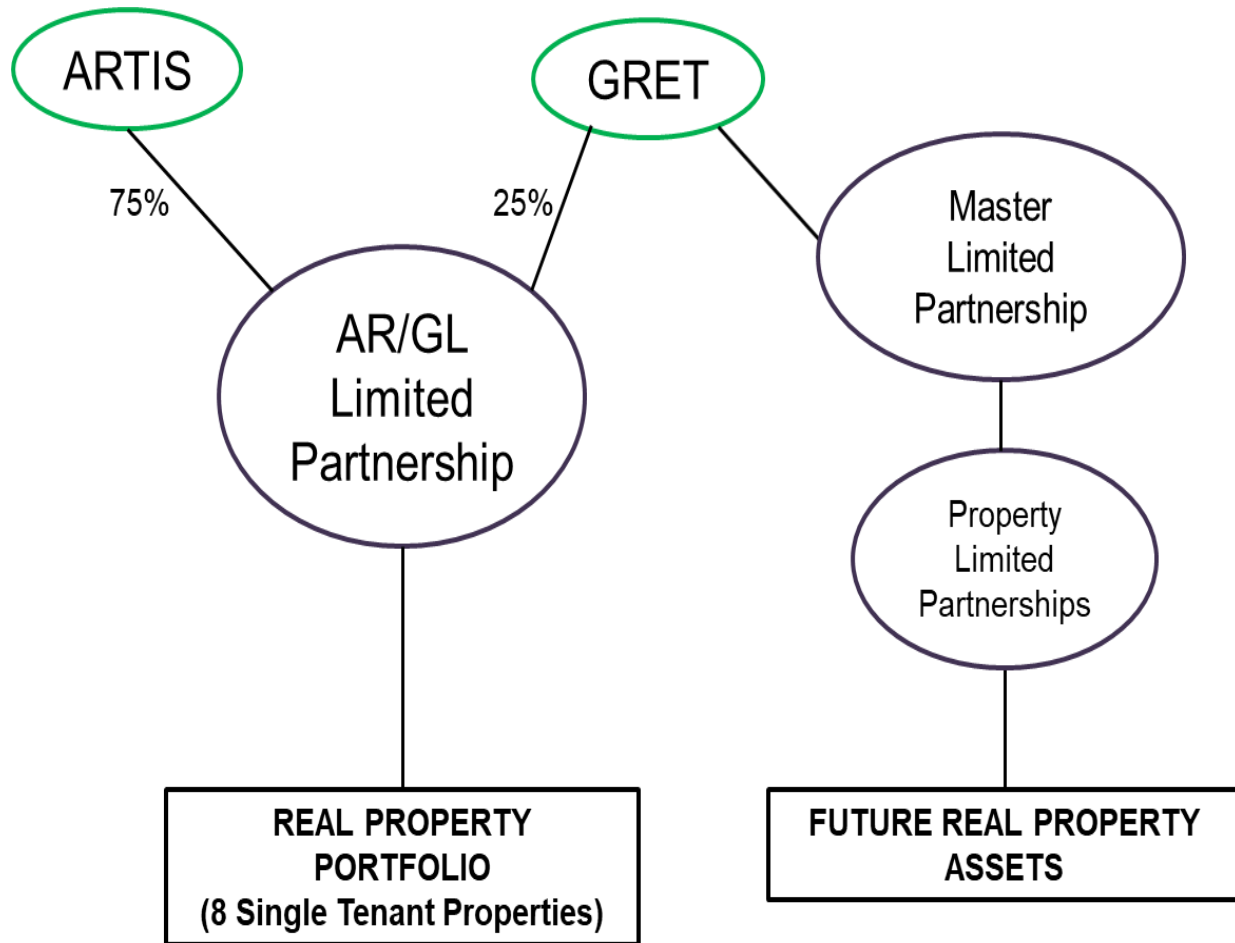 ARTIS
GRET
75%
25%
AR/GL
Limited
Partnership
Master
Limited
Partnership
Property
Limited
Partnerships
REAL PROPERTY
PORTFOLIO
(8 Single Tenant Properties)
FUTURE REAL PROPERTY
ASSETS